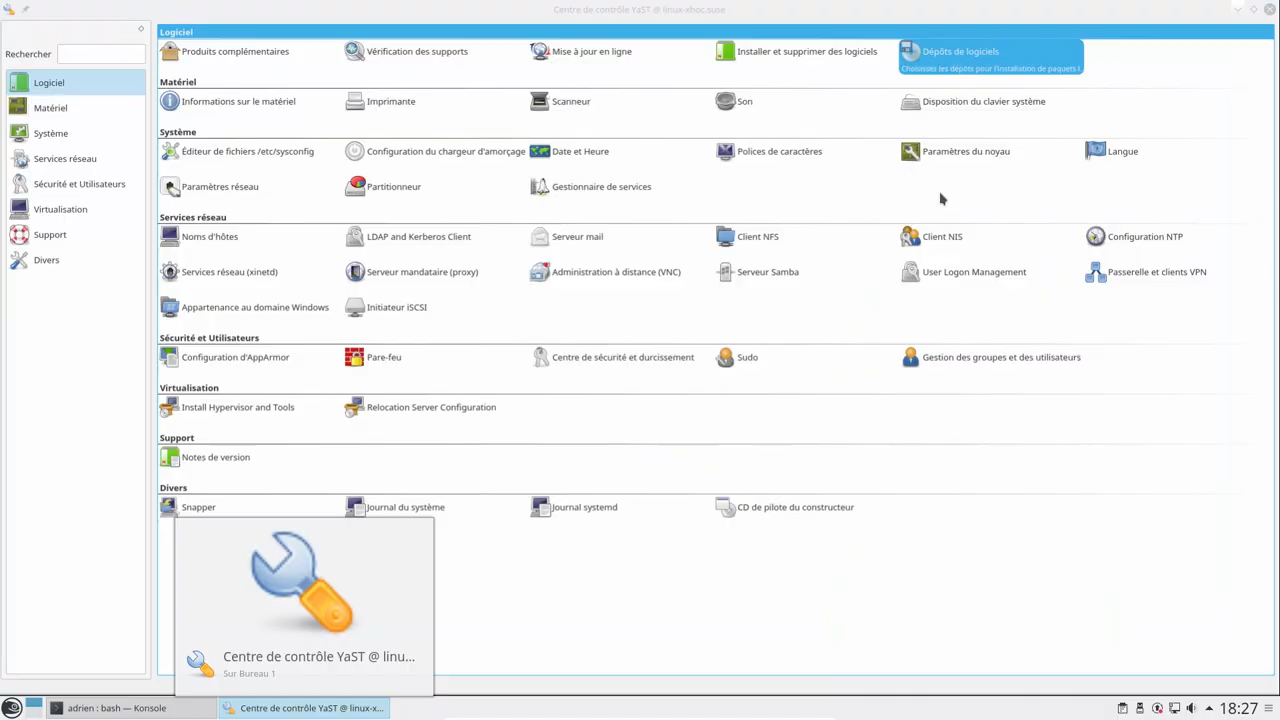 Centre de contrôle YaST @ linux-xhoc.suse
Rechercher
Logiciel
Matériel
Système
Services réseau
Sécurité et Utilisateurs
Virtualisation
Support
Divers
Logiciel
Produits complémentaires
Vérification des supports
Mise à jour en ligne
Installer et supprimer des logiciels
Dépôts de logiciels
Choisissez les dépôts pour l'installation de paquets l
Matériel
Informations sur le matériel
Imprimante
Scanneur
Son
Disposition du clavier système
Système
Éditeur de fichiers /etc/sysconfig
Configuration du chargeur d'amorçage
Date et Heure
Polices de caractères
Paramètres du noyau
Langue
Paramètres réseau
Partitionneur
Gestionnaire de services
Services réseau
Noms d'hôtes
LDAP and Kerberos Client
Serveur mail
Client NFS
Client NIS
Configuration NTP
Services réseau (xinetd)
Serveur mandataire (proxy)
Administration à distance (VNC)
Serveur Samba
User Logon Management
Passerelle et clients VPN
Appartenance au domaine Windows
Initiateur iSCSI
Sécurité et Utilisateurs
Configuration d'AppArmor
Pare-feu
Centre de sécurité et durcissement
Sudo
Gestion des groupes et des utilisateurs
Virtualisation
Install Hypervisor and Tools
Relocation Server Configuration
Support
Notes de version
Divers
Snapper
Journal du système
Journal systemd
CD de pilote du constructeur
Centre de contrôle YaST @ linu...
Sur Bureau 1
adrien : bash — Konsole
Centre de contrôle YaST @ linux-x...
18:27